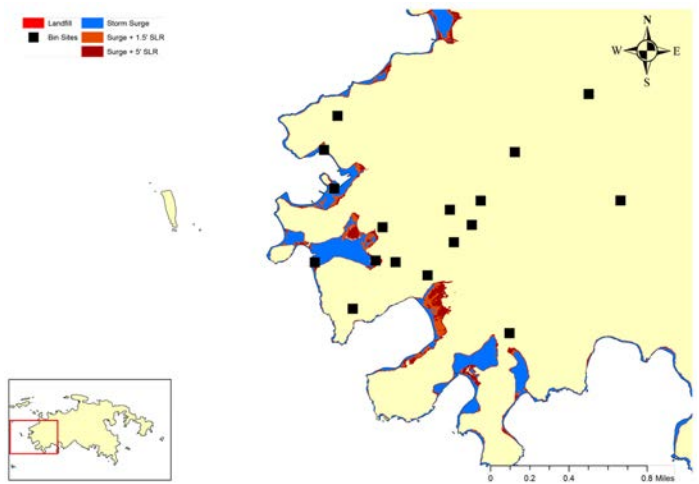 Landfill
Storm Surge
Bin Sites
Surge + 1.5' SLR
Surge + 5' SLR
N
W
E
S
0 0.2 0.4 0.8 Miles